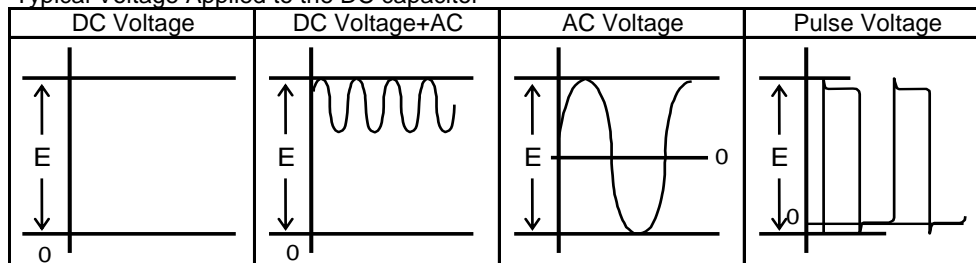 Typical Voltage Applied to the DC capacitor
DC Voltage DC Voltage+AC AC Voltage Pulse Voltage
E E E 0 E
0
0 0